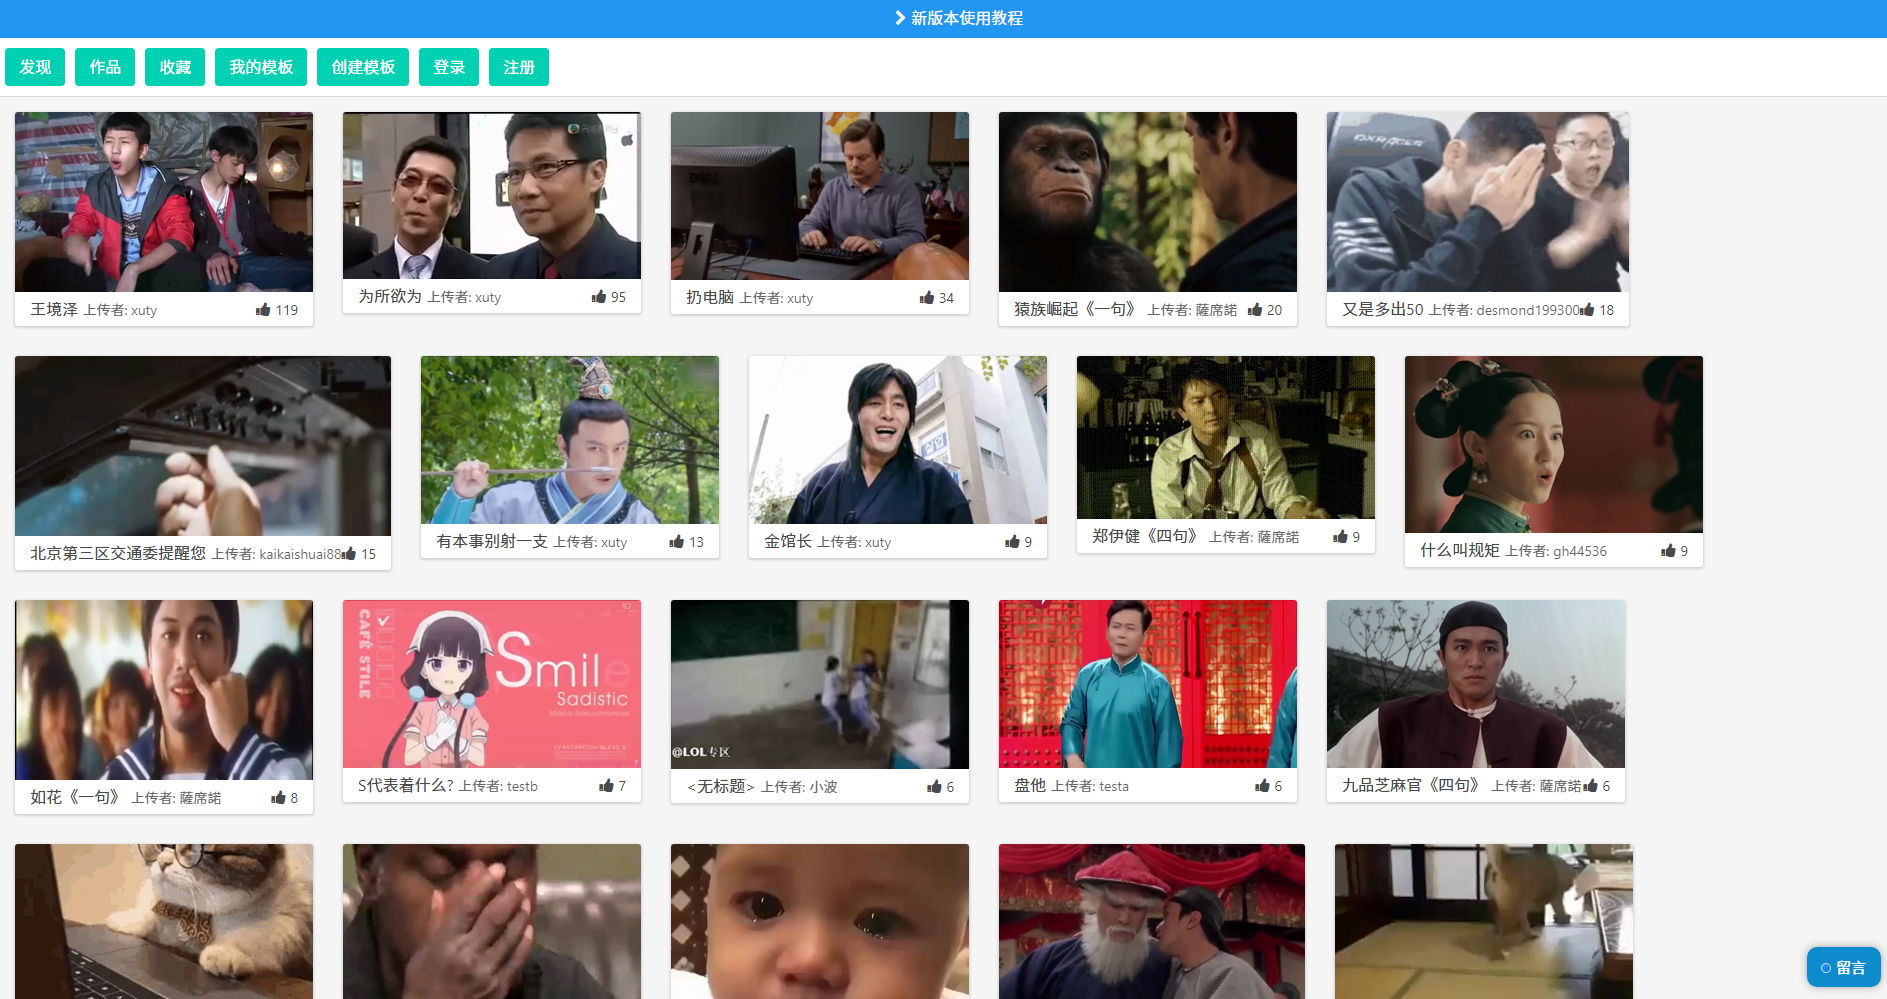 新版本使用教程
发现 作品 收藏 我的模板 创建模板 登录 注册
DXRACER
DELL
王境泽 上传者: xuty 119
为所欲为 上传者: xuty 95
扔电脑 上传者: xuty 34
猿族崛起《一句》 上传者: 薩席諾 20
又是多出50 上传者: desmond199300 18
北京第三区交通委提醒您 上传者: kaikaishuai88 15
有本事别射一支 上传者: xuty 13
金馆长 上传者: xuty 9
郑伊健《四句》 上传者: 薩席諾 9
什么叫规矩 上传者: gh44536 9
CAFÉ STILE
Smile
Sadistic
@LOL专区
如花《一句》 上传者: 薩席諾 8
S代表着什么? 上传者: testb 7
<无标题> 上传者: 小波 6
盘他 上传者: testa 6
九品芝麻官《四句》 上传者: 薩席諾 6
留言